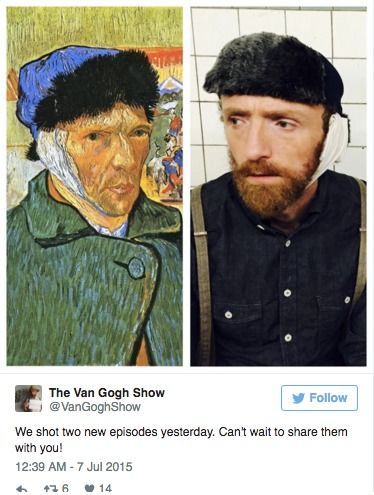 The Van Gogh Show
@VanGoghShow
Follow
We shot two new episodes yesterday. Can't wait to share them
with you!
12:39 AM - 7 Jul 2015
6 14